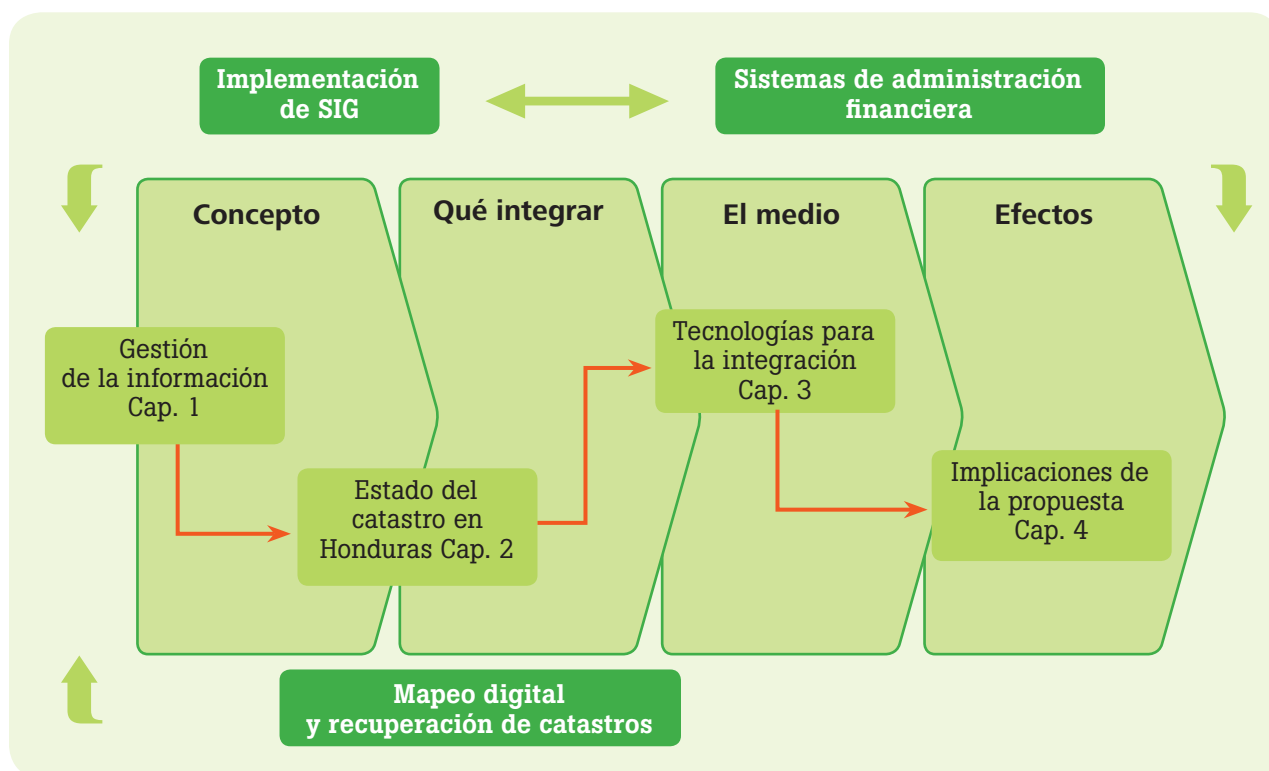 Implementación
de SIG
Sistemas de administración
financiera
Concepto
Qué integrar
El medio
Efectos
Gestión
de la información
Cap. 1
Estado del
catastro en
Honduras Cap. 2
Tecnologías para
la integración
Cap. 3
Implicaciones de
la propuesta
Cap. 4
Mapeo digital
y recuperación de catastros